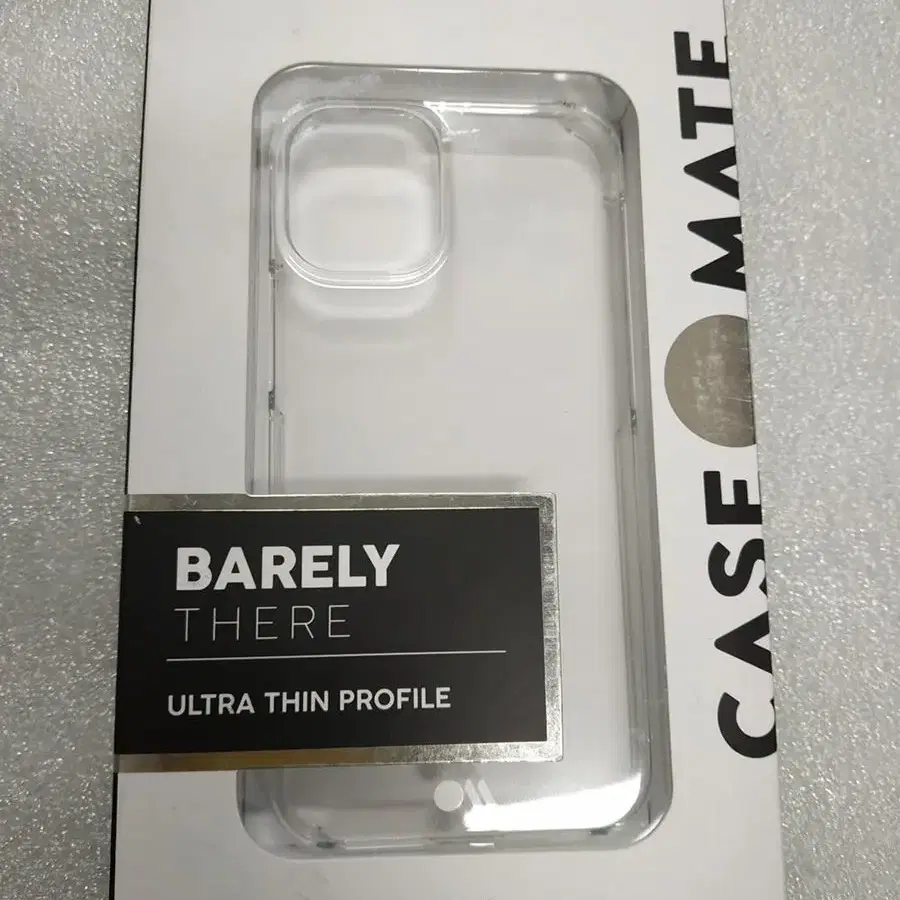 BARELY
THERE
ULTRA THIN PROFILE
CASE MATE